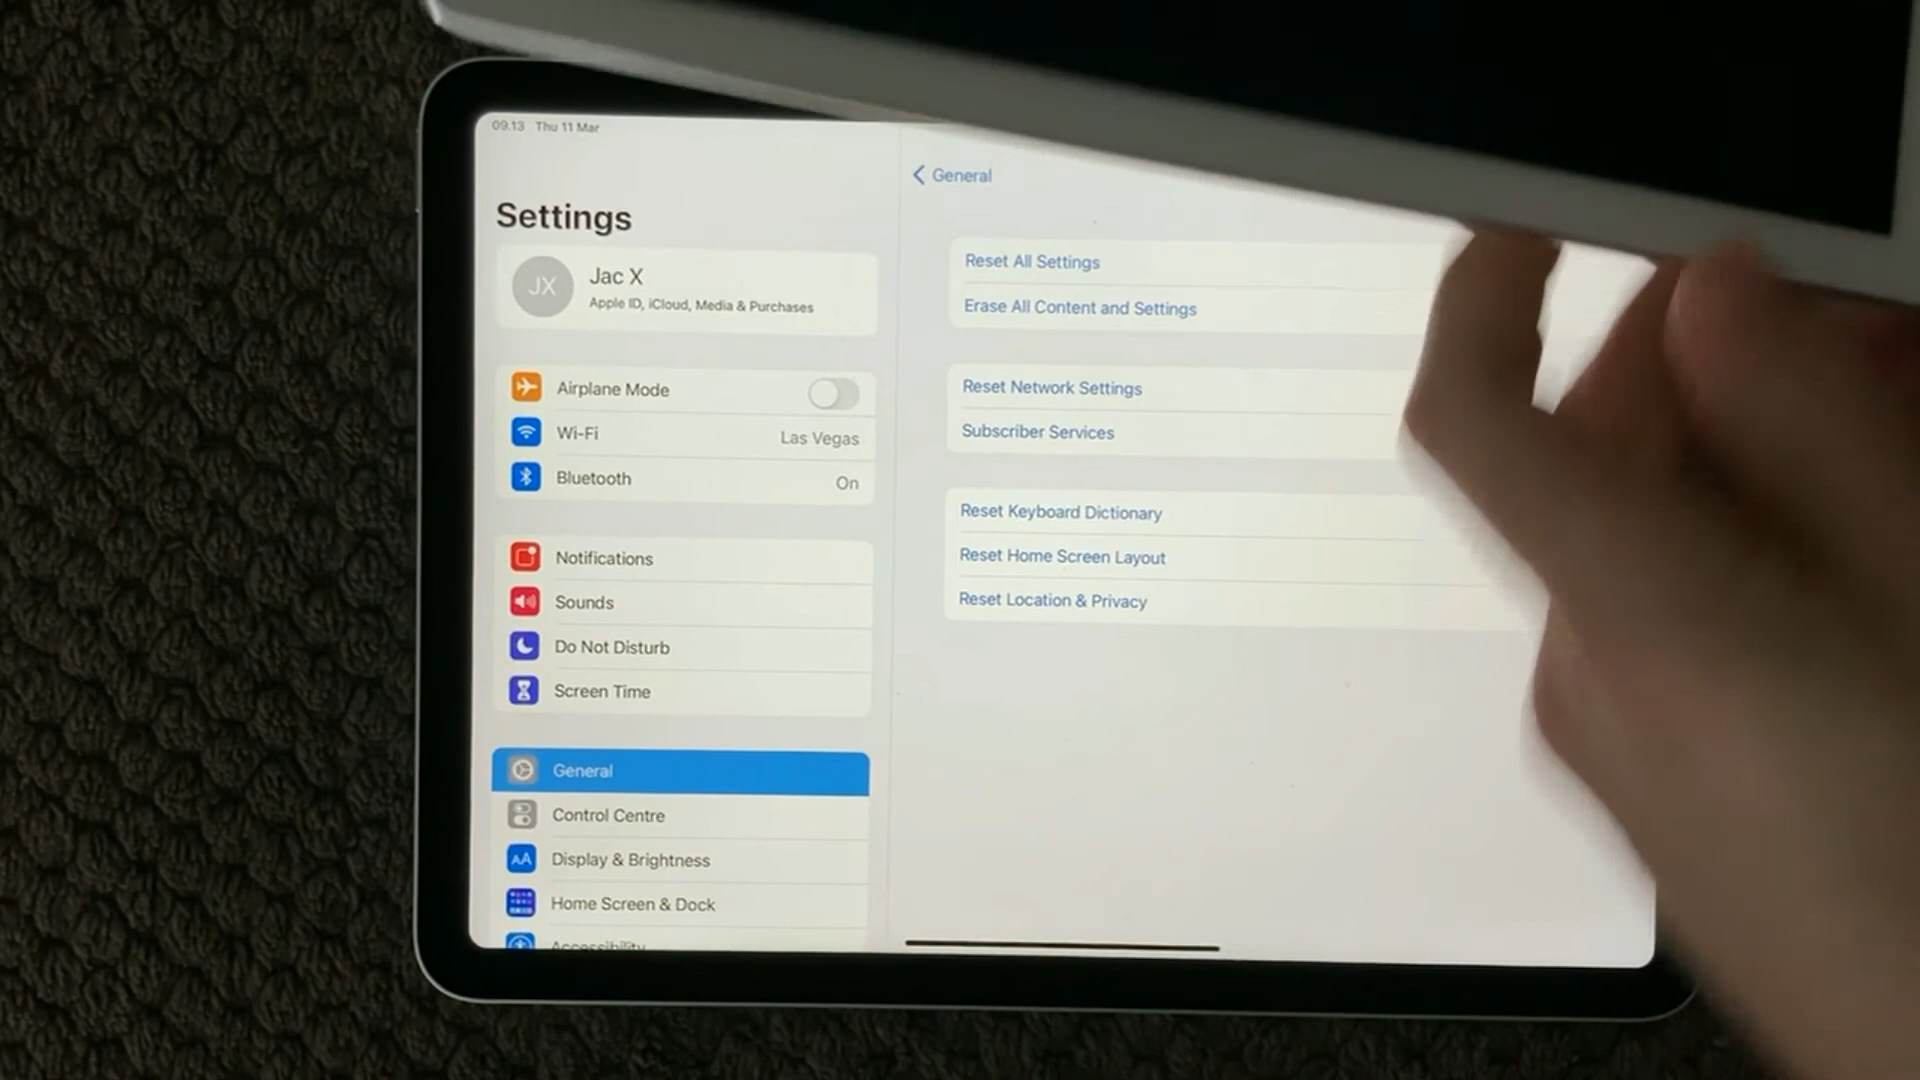 09.13 Thu 11 Mar
Settings
JX
Jac X
Apple ID, iCloud, Media & Purchases
Airplane Mode
Wi-Fi
Las Vegas
Bluetooth
On
Notifications
Sounds
Do Not Disturb
Screen Time
General
Control Centre
AA
Display & Brightness
Home Screen & Dock
Accessibility
General
Reset All Settings
Erase All Content and Settings
Reset Network Settings
Subscriber Services
Reset Keyboard Dictionary
Reset Home Screen Layout
Reset Location & Privacy